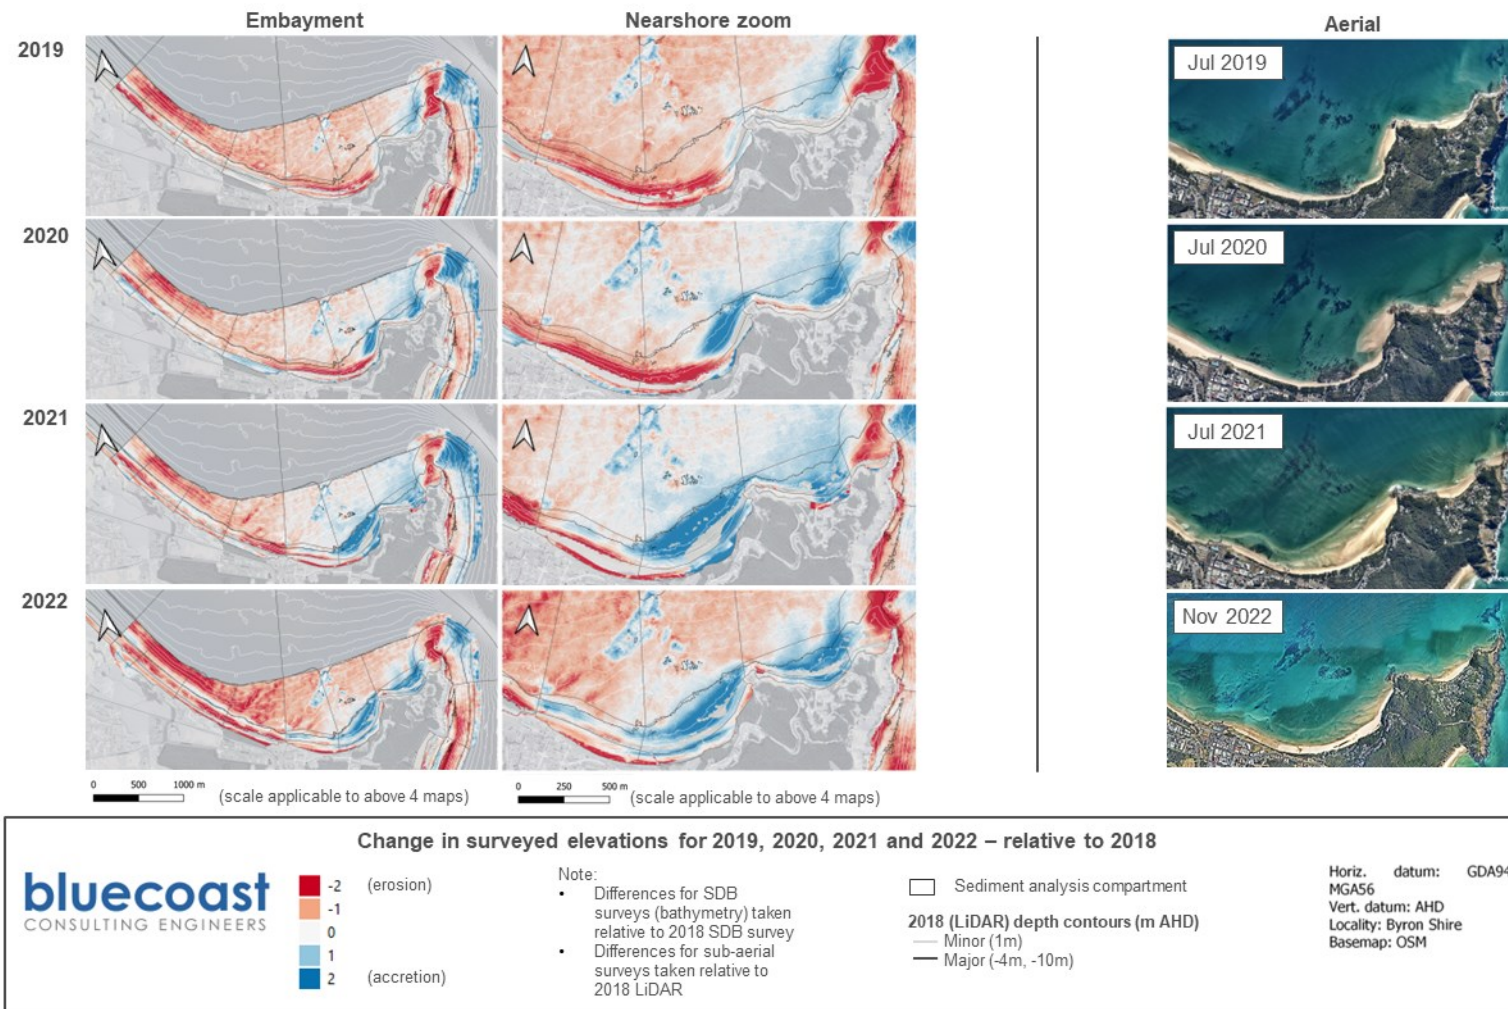 Embayment
Nearshore zoom
Aerial
2019
Jul 2019
2020
Jul 2020
2021
Jul 2021
2022
Nov 2022
0 500 1000 m
(scale applicable to above 4 maps)
0 250 500 m
(scale applicable to above 4 maps)
Change in surveyed elevations for 2019, 2020, 2021 and 2022 – relative to 2018
bluecoast
CONSULTING ENGINEERS
-2 (erosion)
-1
0
1
2 (accretion)
Note:
• Differences for SDB
surveys (bathymetry) taken
relative to 2018 SDB survey
• Differences for sub-aerial
surveys taken relative to
2018 LiDAR
Sediment analysis compartment
2018 (LiDAR) depth contours (m AHD)
Minor (1m)
Major (-4m, -10m)
Horiz. datum: GDA94
MGA56
Vert. datum: AHD
Locality: Byron Shire
Basemap: OSM